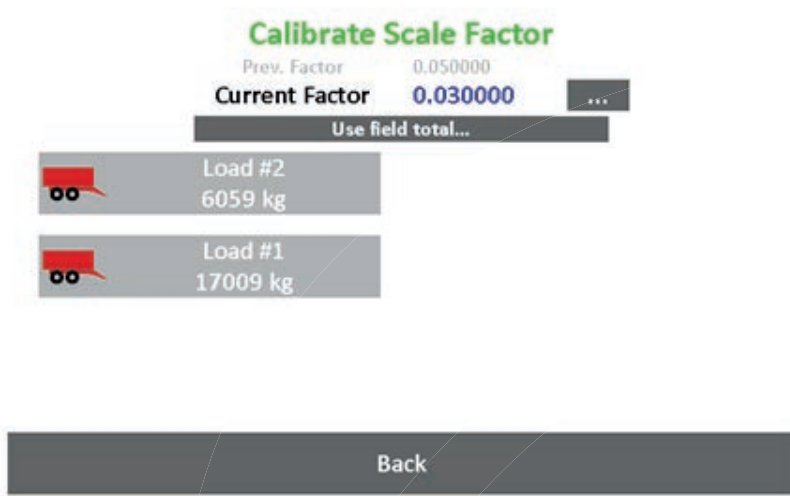 Calibrate Scale Factor
Prev. Factor 0.050000
Current Factor 0.030000 ...
Use field total...
Load #2
6059 kg
Load #1
17009 kg
Back